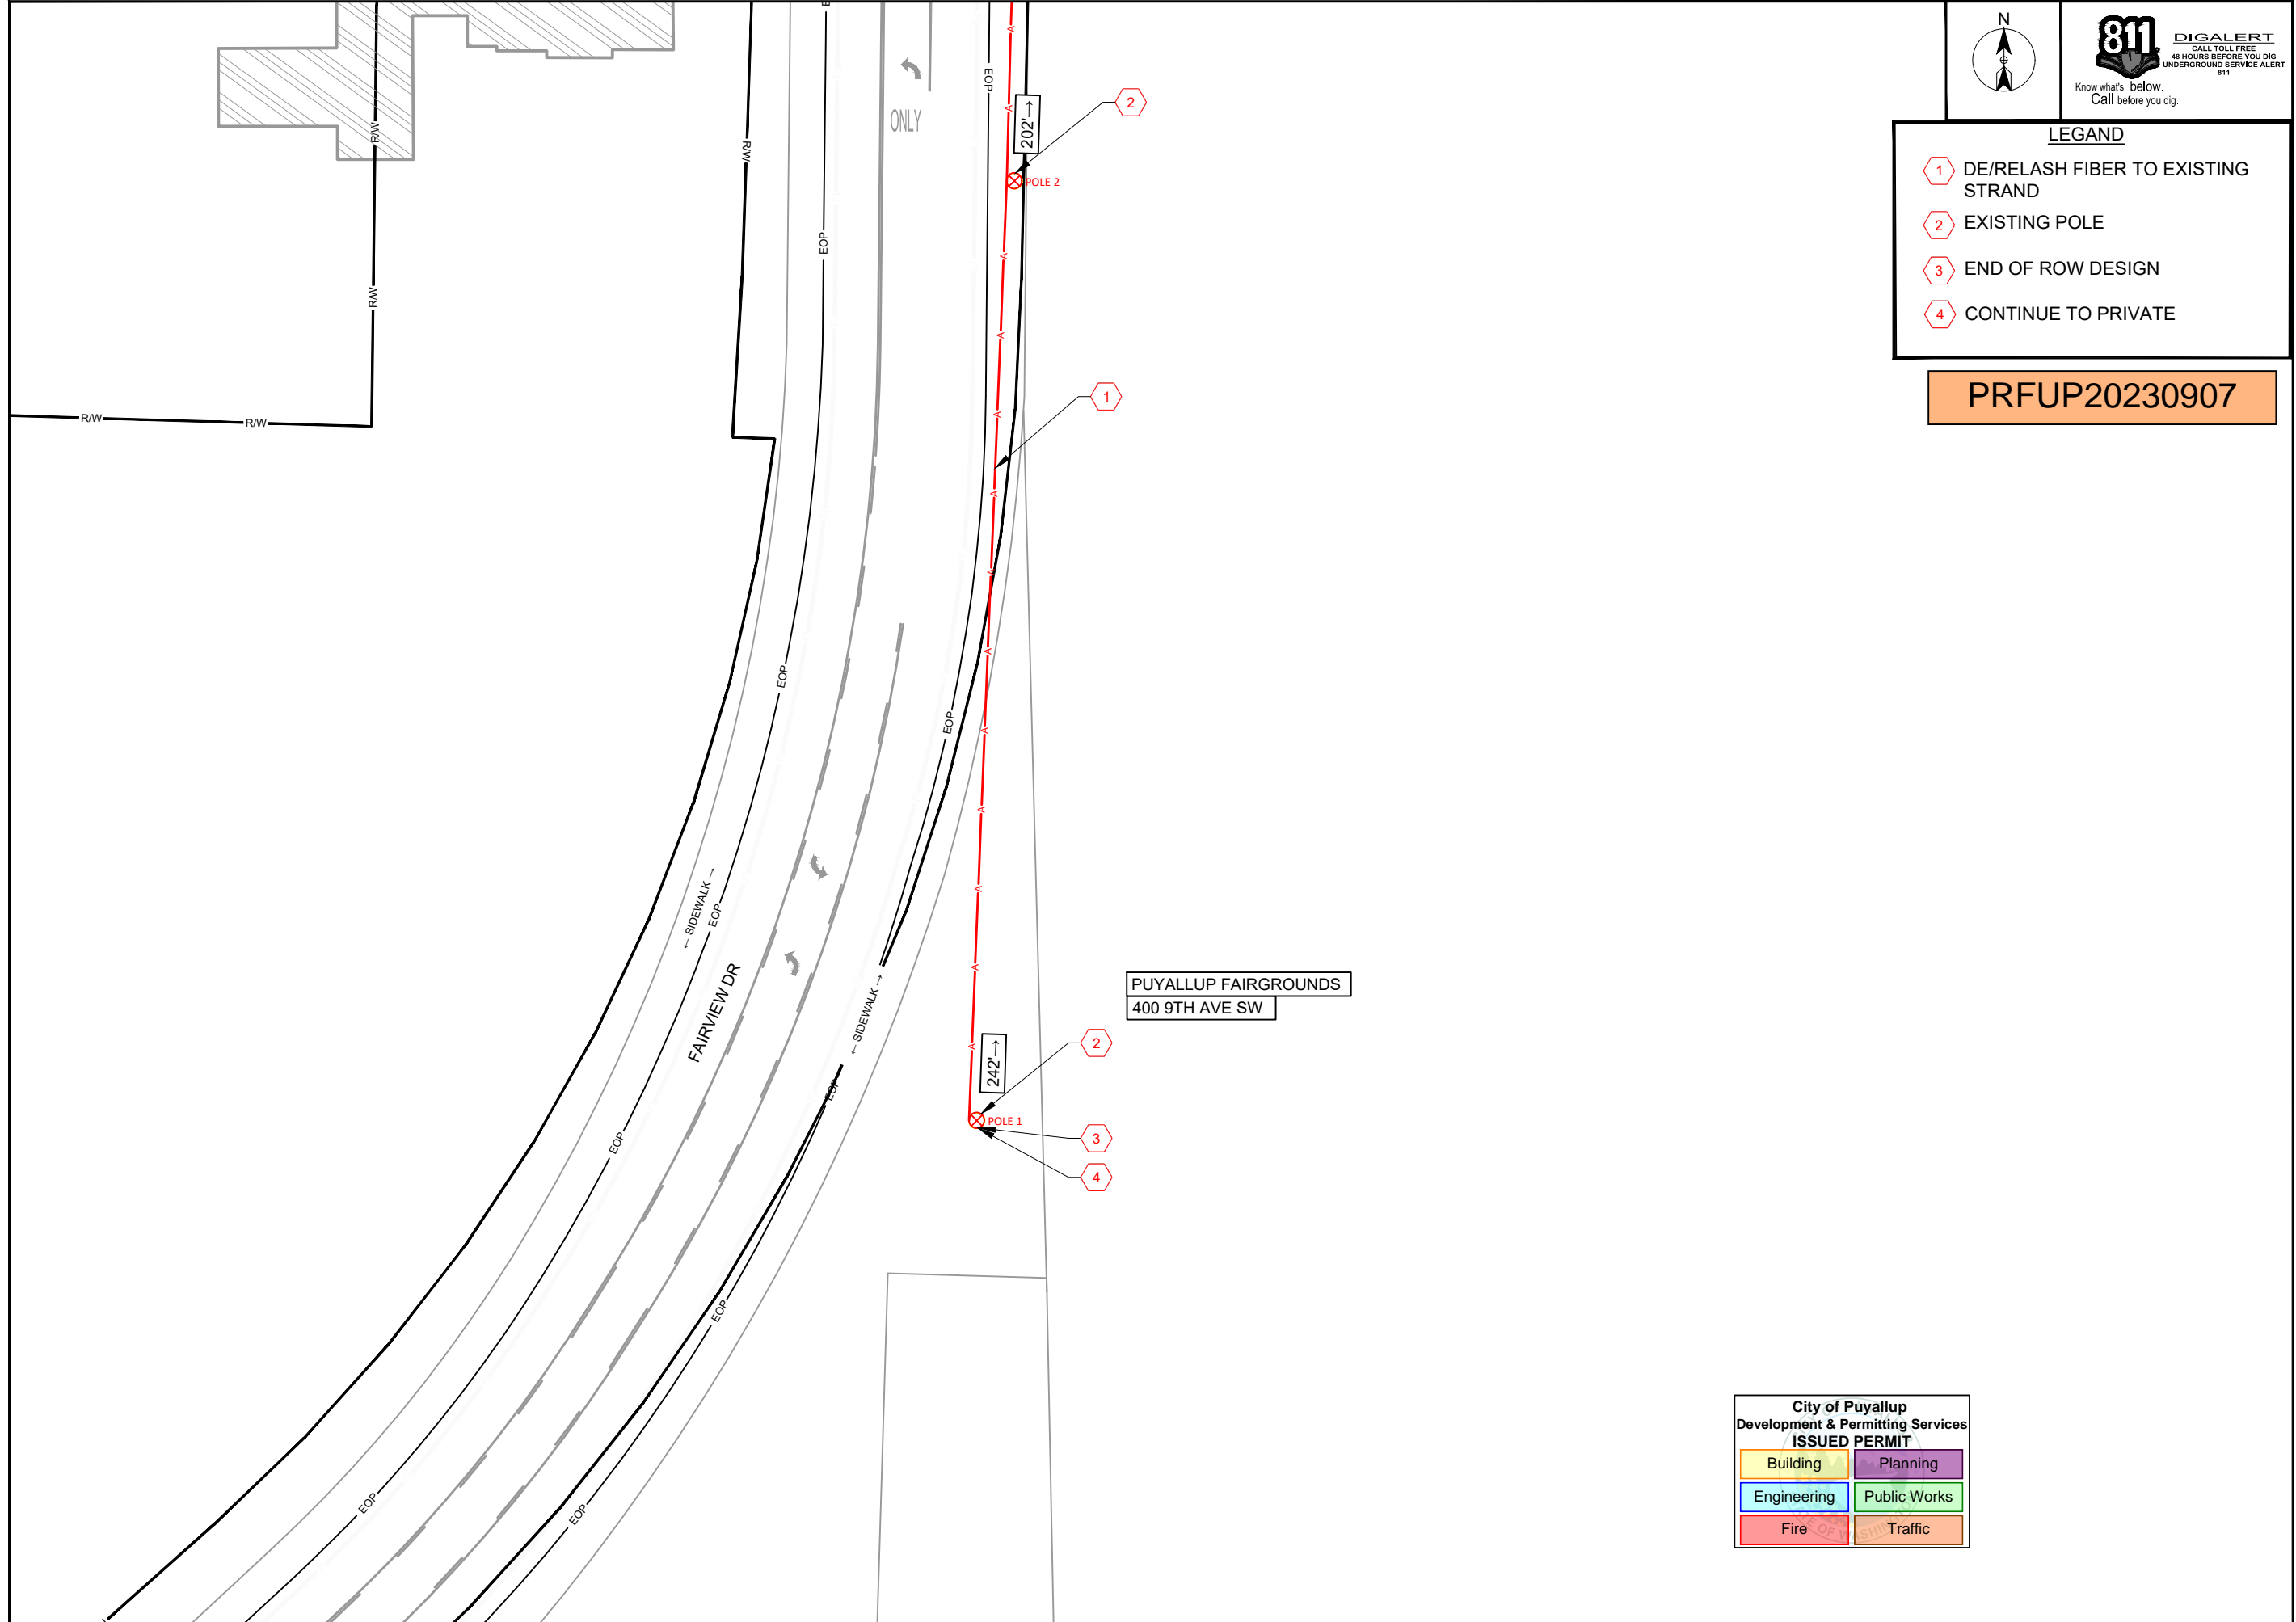 N
811
DIGALERT
CALL TOLL FREE
48 HOURS BEFORE YOU DIG
UNDERGROUND SERVICE ALERT
811
Know what's below.
Call before you dig.
LEGAND
1 DE/RELASH FIBER TO EXISTING
STRAND
2 EXISTING POLE
3 END OF ROW DESIGN
4 CONTINUE TO PRIVATE
PRFUP20230907
R/W
R/W
R/W
R/W
R/W
EOP
EOP
ONLY
202'→
2
POLE 2
A
A
A
A
A
A
A
A
A
A
A
A
A
A
1
EOP
EOP
← SIDEWALK →
EOP
FAIRVIEW DR
← SIDEWALK →
PUYALLUP FAIRGROUNDS
400 9TH AVE SW
242'→
2
POLE 1
3
4
EOP
EOP
EOP
EOP
EOP
City of Puyallup
Development & Permitting Services
ISSUED PERMIT
Building Planning
Engineering Public Works
Fire Traffic